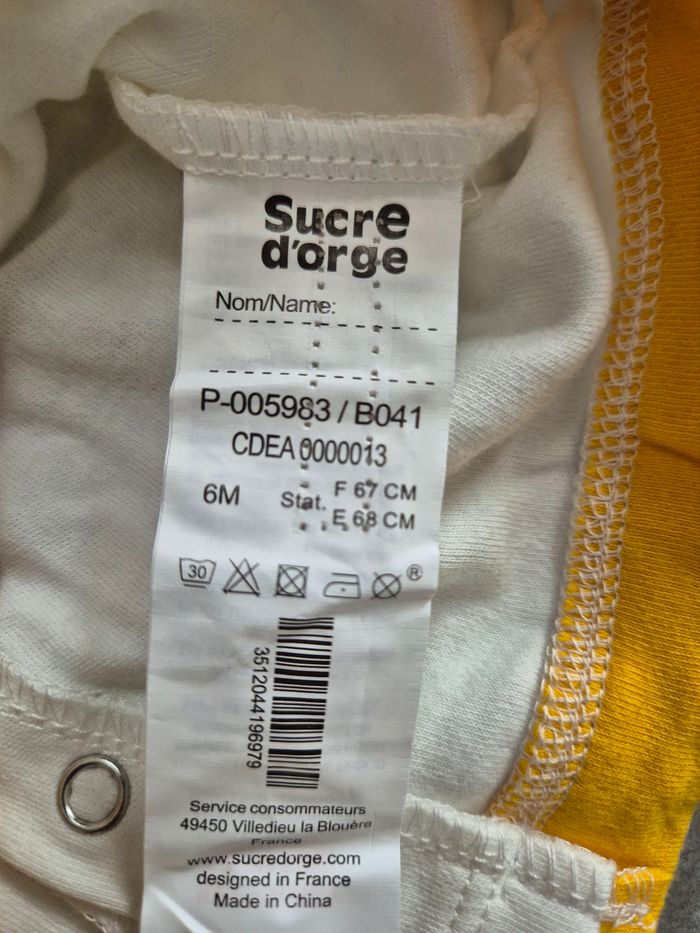 Sucre
d'orge
Nom/Name:
P-005983 / B041
CDEA 0000013
6M Stat. F 67 CM
E 68 CM
30 ®
3512044196979
Service consommateurs
49450 Villedieu la Blouère
France
www.sucredorge.com
designed in France
Made in China